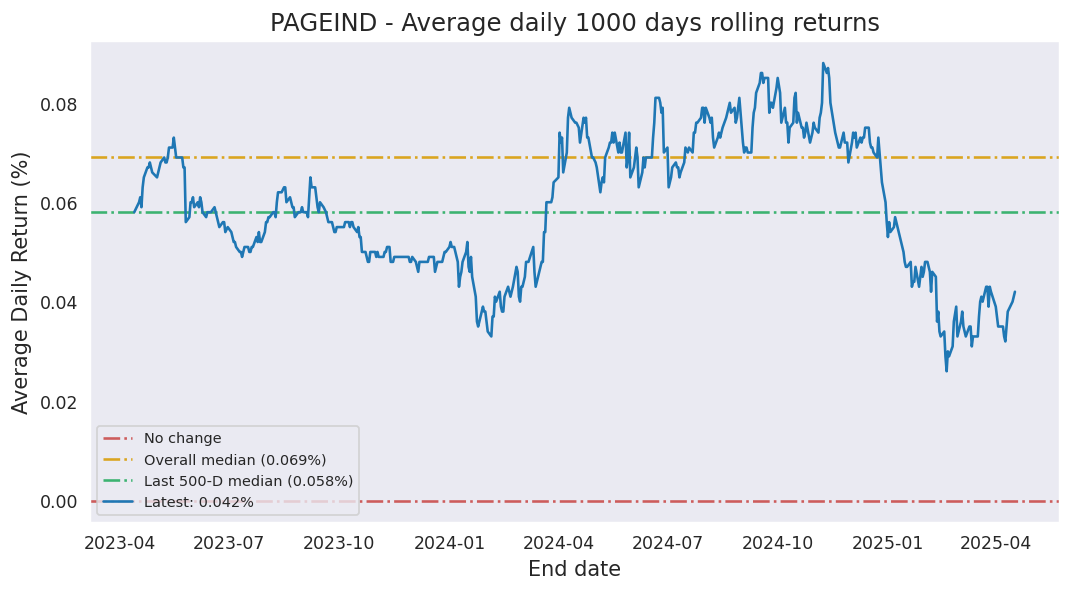 PAGEIND - Average daily 1000 days rolling returns
Average Daily Return (%)
0.08
0.06
0.04
0.02
0.00
No change
Overall median (0.069%)
Last 500-D median (0.058%)
Latest: 0.042%
2023-04 2023-07 2023-10 2024-01 2024-04 2024-07 2024-10 2025-01 2025-04
End date